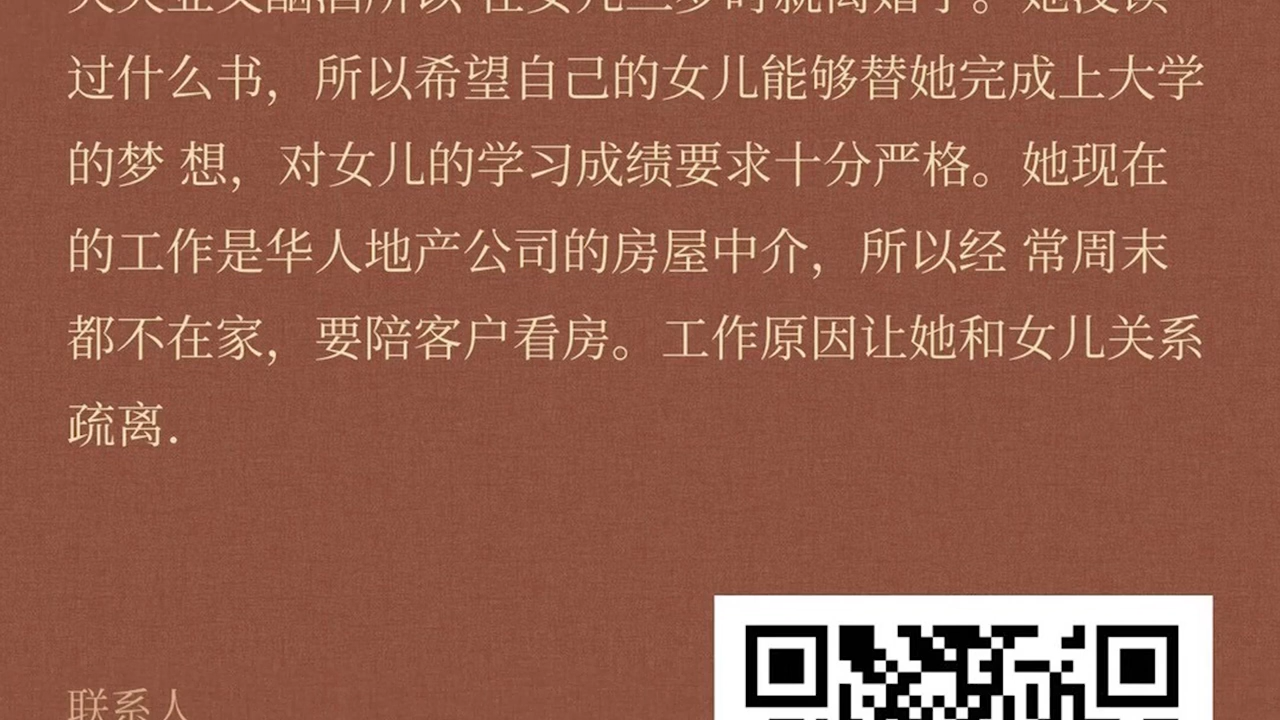 过什么书，所以希望自己的女儿能够替她完成上大学
的梦 想，对女儿的学习成绩要求十分严格。她现在
的工作是华人地产公司的房屋中介，所以经 常周末
都不在家，要陪客户看房。工作原因让她和女儿关系
疏离.
联系人